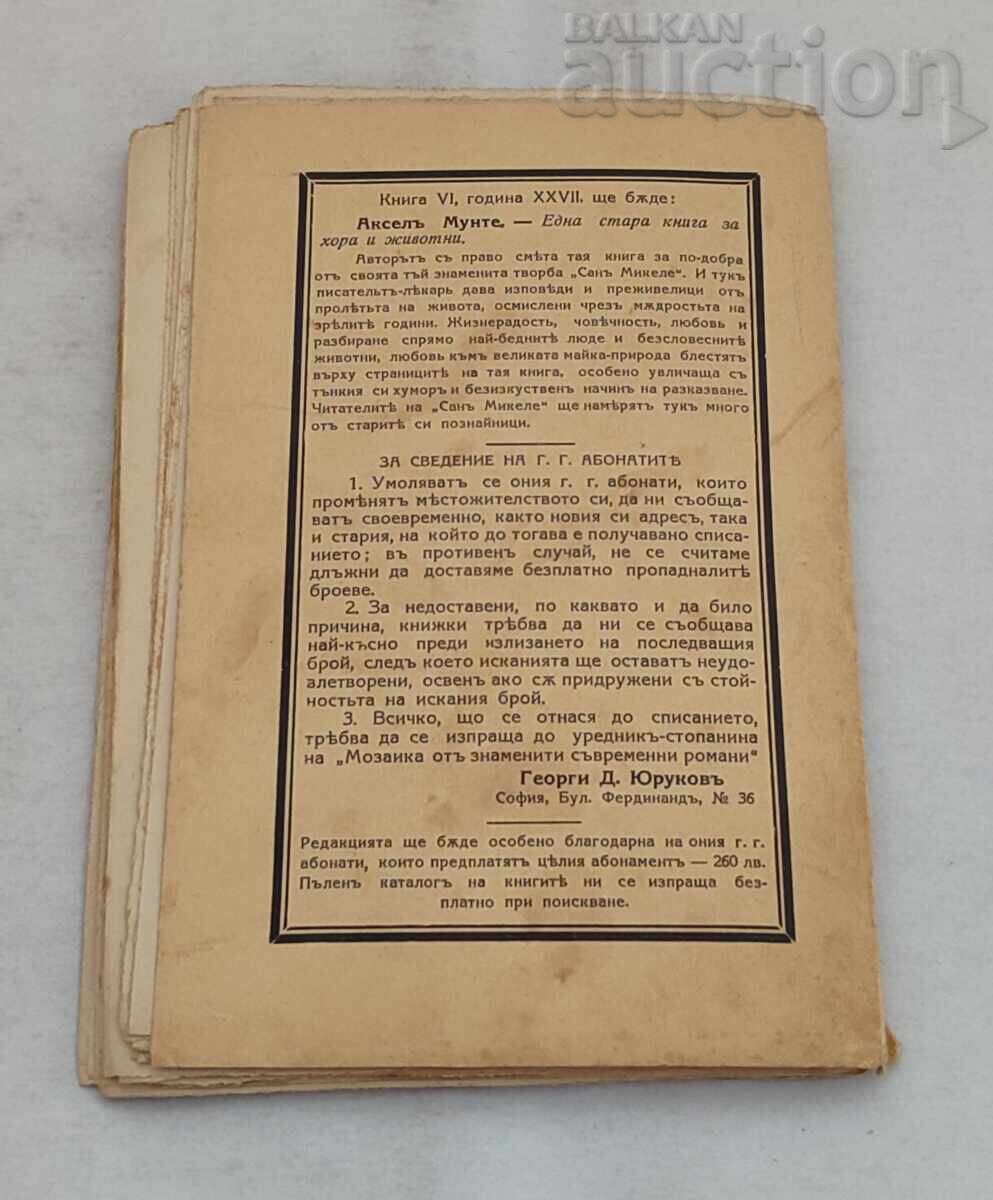 BALKAN
auction
Книга VI, година XXVII, ще бѫде:
Акселъ Мунте. — Една стара книга за
хора и животни.
Авторътъ съ право смѣта тая книга за по-добра
отъ своята тъй знаменита творба „Санъ Микеле“. И тукъ
писательтъ-лѣкарь дава изповѣди и преживелици отъ
пролѣтьта на живота, осмислени чрезъ мѫдростьта на
зрѣлитѣ години. Жизнерадость, човѣчность, любовь и
разбиране спрямо най-беднитѣ люде и безсловеснитѣ
животни, любовь къмъ великата майка-природа блестятъ
върху страницитѣ на тая книга, особено увличаща съ
тънкия си хуморъ и безизкуственъ начинъ на разказване.
Читателитѣ на „Санъ Микеле“ ще намѣрятъ тукъ много
отъ старитѣ си познайници.
ЗА СВЕДЕНИЕ НА Г. Г. АБОНАТИТѢ
1. Умоляватъ се ония г. г. абонати, които
промѣнятъ мѣстожителството си, да ни съобща-
ватъ своевременно, както новия си адресъ, така
и стария, на който до тогава е получавано списа-
нието; въ противенъ случай, не се считаме
длъжни да доставяме безплатно пропадналитѣ
броеве.
2. За недоставени, по каквато и да било
причина, книжки трѣбва да ни се съобщава
най-късно преди излизането на последващия
брой, следъ което исканията ще остават неудо-
влетворени, освенъ ако сѫ придружени съ стой-
ностьта на искания брой.
3. Всичко, що се отнася до списанието,
трѣбва да се изпраща до уредникъ-стопанина
на „Мозаика отъ знаменити съвременни романи“
Георги Д. Юруковъ
София, Бул. Фердинандъ, № 36
Редакцията ще бѫде особено благодарна на ония г. г.
абонати, които предплатятъ цѣлия абонаментъ — 260 лв.
Пъленъ каталогъ на книгитѣ ни се изпраща без-
платно при поискване.